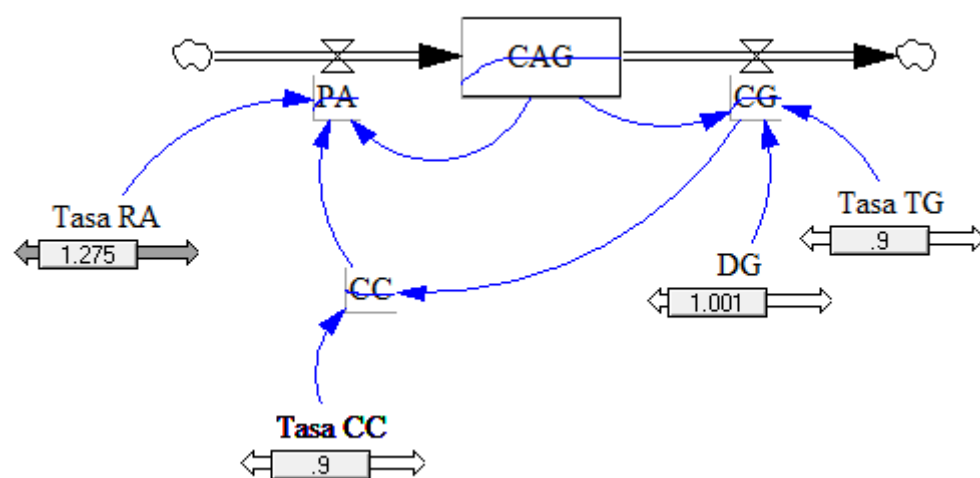 CAG
PA
CG
Tasa RA
1.275
Tasa TG
.9
DG
1.001
CC
Tasa CC
.9